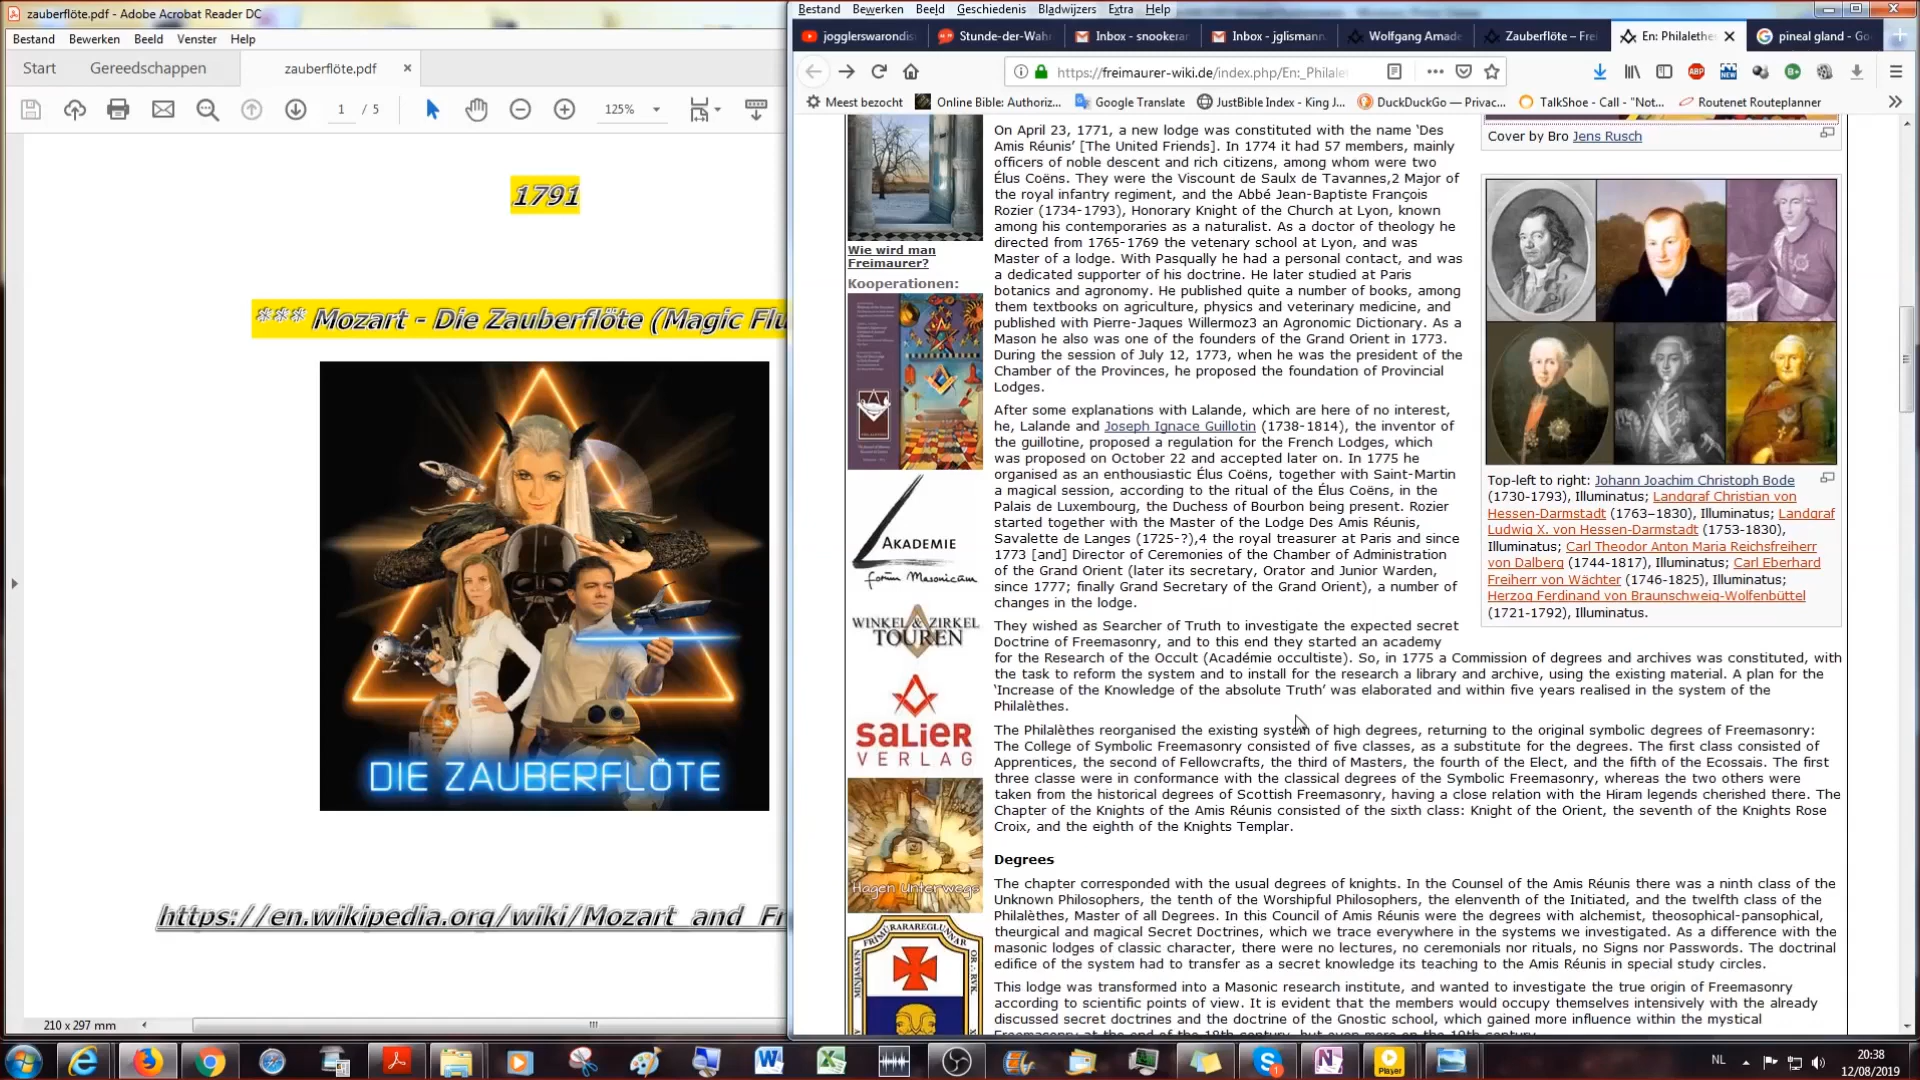 zauberflöte.pdf - Adobe Acrobat Reader DC
Bestand Bewerken Beeld Venster Help
Start Gereedschappen zauberflöte.pdf ×
1 / 5 125%
1791
*** Mozart - Die Zauberflöte (Magic Flu
DIE ZAUBERFLÖTE
https://en.wikipedia.org/wiki/Mozart_and_Fr
210 x 297 mm
Bestand Bewerken Beeld Geschiedenis Bladwijzers Extra Help
jogglerswarondis
Stunde-der-Wah
Inbox - snookerar
Inbox - jglismann
Wolfgang Amade
Zauberflöte – Frei
En: Philalethes
pineal gland - Go
https://freimaurer-wiki.de/index.php/En:_Philalet
Meest bezocht Online Bible: Authoriz... Google Translate JustBible Index - King J... DuckDuckGo — Privac... TalkShoe - Call - "Not... Routenet Routeplanner
Wie wird man
Freimaurer?
Kooperationen:
AKADEMIE
forum Masonicum
WINKEL & ZIRKEL
TOUREN
SALIER
VERLAG
Hagen Unterwegs
On April 23, 1771, a new lodge was constituted with the name ‘Des
Amis Réunis’ [The United Friends]. In 1774 it had 57 members, mainly
officers of noble descent and rich citizens, among whom were two
Élus Coëns. They were the Viscount de Saulx de Tavannes,2 Major of
the royal infantry regiment, and the Abbé Jean-Baptiste François
Rozier (1734-1793), Honorary Knight of the Church at Lyon, known
among his contemporaries as a naturalist. As a doctor of theology he
directed from 1765-1769 the vetenary school at Lyon, and was
Master of a lodge. With Pasqually he had a personal contact, and was
a dedicated supporter of his doctrine. He later studied at Paris
botanics and agronomy. He published quite a number of books, among
them textbooks on agriculture, physics and veterinary medicine, and
published with Pierre-Jaques Willermoz3 an Agronomic Dictionary. As a
Mason he also was one of the founders of the Grand Orient in 1773.
During the session of July 12, 1773, when he was the president of the
Chamber of the Provinces, he proposed the foundation of Provincial
Lodges.
After some explanations with Lalande, which are here of no interest,
he, Lalande and Joseph Ignace Guillotin (1738-1814), the inventor of
the guillotine, proposed a regulation for the French Lodges, which
was proposed on October 22 and accepted later on. In 1775 he
organised as an enthousiastic Élus Coëns, together with Saint-Martin
a magical session, according to the ritual of the Élus Coëns, in the
Palais de Luxembourg, the Duchess of Bourbon being present. Rozier
started together with the Master of the Lodge Des Amis Réunis,
Savalette de Langes (1725-?),4 the royal treasurer at Paris and since
1773 [and] Director of Ceremonies of the Chamber of Administration
of the Grand Orient (later its secretary, Orator and Junior Warden,
since 1777; finally Grand Secretary of the Grand Orient), a number of
changes in the lodge.
They wished as Searcher of Truth to investigate the expected secret
Doctrine of Freemasonry, and to this end they started an academy
for the Research of the Occult (Académie occultiste). So, in 1775 a Commission of degrees and archives was constituted, with
the task to reform the system and to install for the research a library and archive, using the existing material. A plan for the
‘Increase of the Knowledge of the absolute Truth’ was elaborated and within five years realised in the system of the
Philalèthes.
The Philalèthes reorganised the existing system of high degrees, returning to the original symbolic degrees of Freemasonry:
The College of Symbolic Freemasonry consisted of five classes, as a substitute for the degrees. The first class consisted of
Apprentices, the second of Fellowcrafts, the third of Masters, the fourth of the Elect, and the fifth of the Ecossais. The first
three classe were in conformance with the classical degrees of the Symbolic Freemasonry, whereas the two others were
taken from the historical degrees of Scottish Freemasonry, having a close relation with the Hiram legends cherished there. The
Chapter of the Knights of the Amis Réunis consisted of the sixth class: Knight of the Orient, the seventh of the Knights Rose
Croix, and the eighth of the Knights Templar.
Degrees
The chapter corresponded with the usual degrees of knights. In the Counsel of the Amis Réunis there was a ninth class of the
Unknown Philosophers, the tenth of the Worshipful Philosophers, the elenventh of the Initiated, and the twelfth class of the
Philalèthes, Master of all Degrees. In this Council of Amis Réunis were the degrees with alchemist, theosophical-pansophical,
theurgical and magical Secret Doctrines, which we trace everywhere in the systems we investigated. As a difference with the
masonic lodges of classic character, there were no lectures, no ceremonials nor rituals, no Signs nor Passwords. The doctrinal
edifice of the system had to transfer as a secret knowledge its teaching to the Amis Réunis in special study circles.
This lodge was transformed into a Masonic research institute, and wanted to investigate the true origin of Freemasonry
according to scientific points of view. It is evident that the members would occupy themselves intensively with the already
discussed secret doctrines and the doctrine of the Gnostic school, which gained more influence within the mystical
Freemasonry at the end of the 18th century, but even more on the 19th century.
Cover by Bro Jens Rusch
Top-left to right: Johann Joachim Christoph Bode
(1730-1793), Illuminatus; Landgraf Christian von
Hessen-Darmstadt (1763–1830), Illuminatus; Landgraf
Ludwig X. von Hessen-Darmstadt (1753-1830),
Illuminatus; Carl Theodor Anton Maria Reichsfreiherr
von Dalberg (1744-1817), Illuminatus; Carl Eberhard
Freiherr von Wächter (1746-1825), Illuminatus;
Herzog Ferdinand von Braunschweig-Wolfenbüttel
(1721-1792), Illuminatus.
NL
20:38
12/08/2019